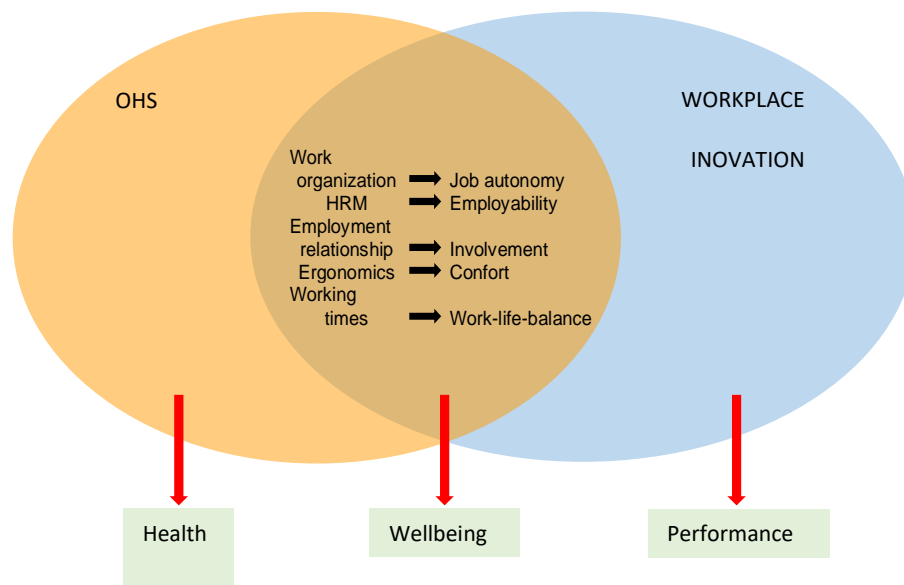 OHS
WORKPLACE
INOVATION
Work
organization Job autonomy
HRM Employability
Employment
relationship Involvement
Ergonomics Confort
Working
times Work-life-balance
Health
Wellbeing
Performance